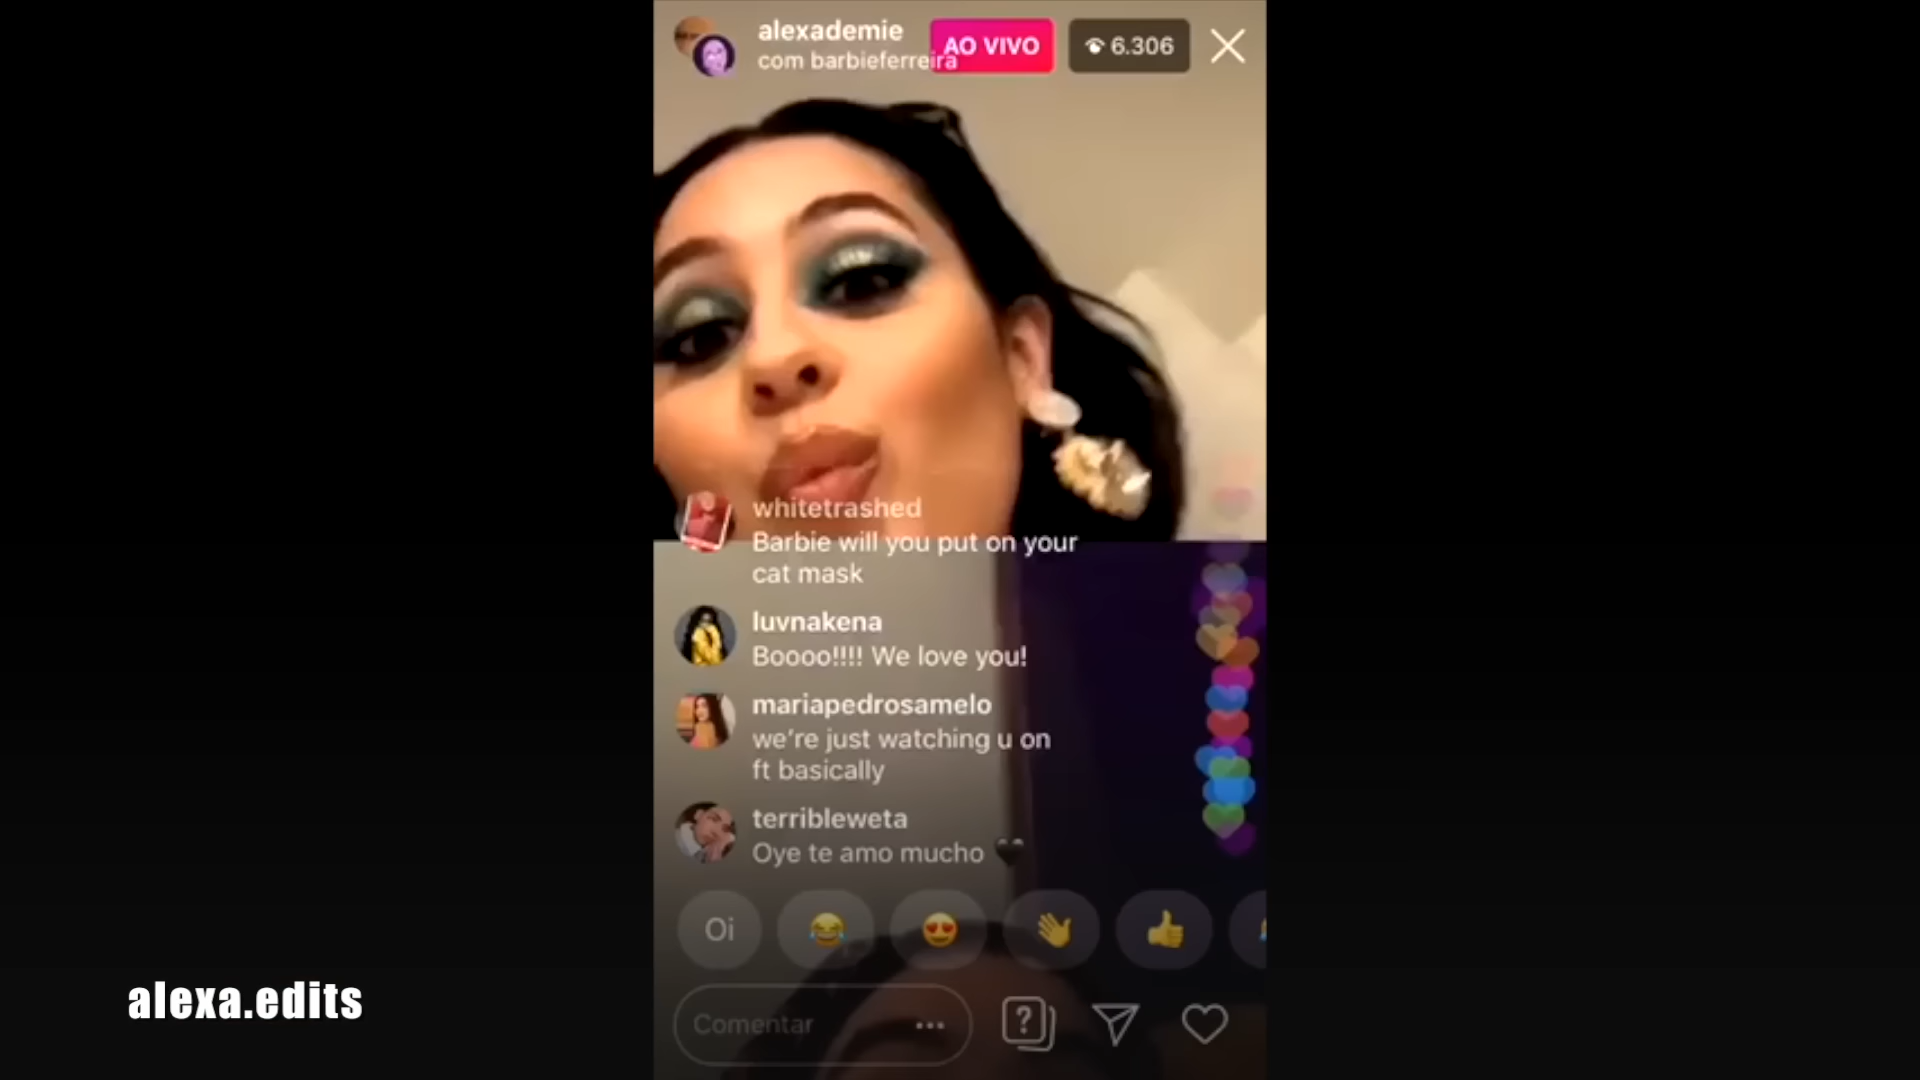 alexademie
com barbieferreira
AO VIVO
6.306
whitetrashed
Barbie will you put on your
cat mask
luvnakena
Boooo!!!! We love you!
mariapedrosamelo
we're just watching u on
ft basically
terribleweta
Oye te amo mucho 🖤
Oi
Comentar
alexa.edits